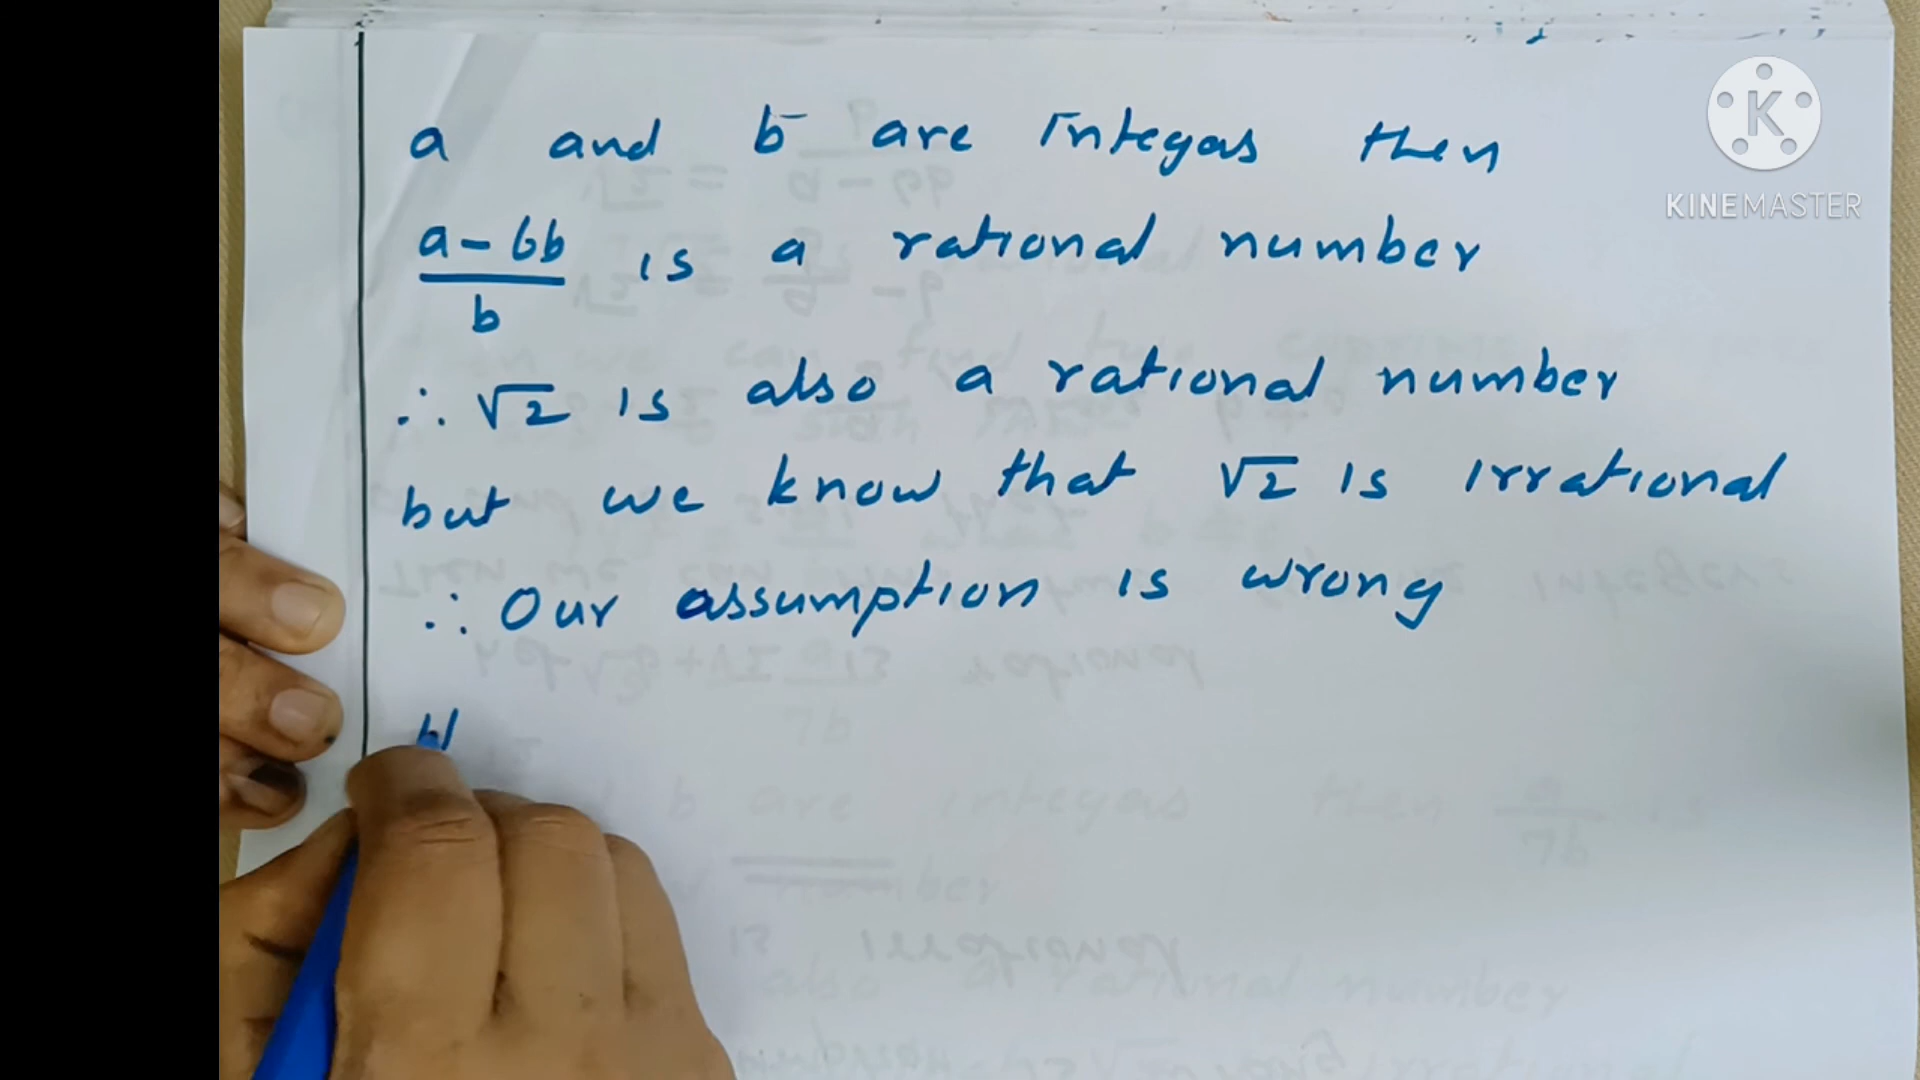 a and b are integas then
a - 6b
b
is a rational number
∴ √2 is also a rational number
but we know that √2 is irrational
∴ Our assumption is wrong
H
KINEMASTER